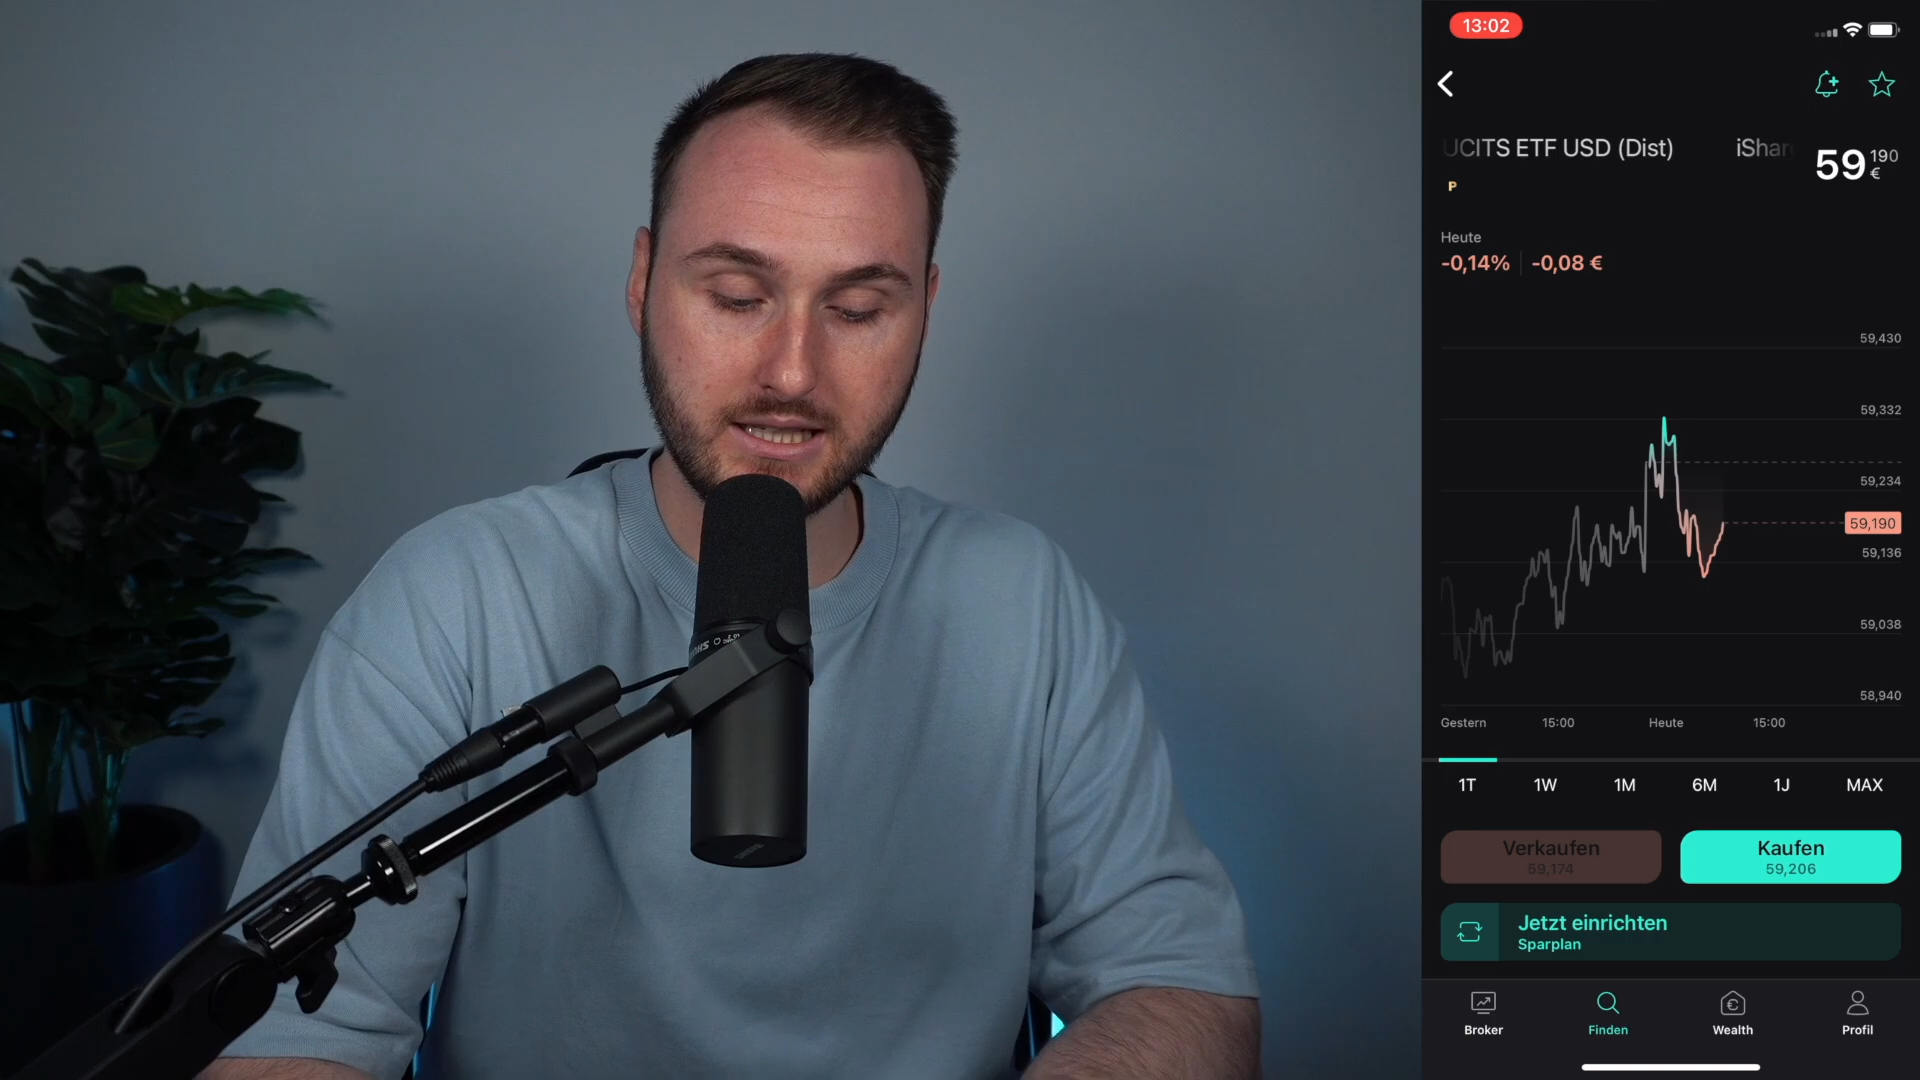 13:02
UCITS ETF USD (Dist)
iShar
59
190
€
P
Heute
-0,14%
-0,08 €
59,430
59,332
59,234
59,190
59,136
59,038
58,940
Gestern
15:00
Heute
15:00
1T
1W
1M
6M
1J
MAX
Verkaufen
59,174
Kaufen
59,206
Jetzt einrichten
Sparplan
Broker
Finden
Wealth
Profil